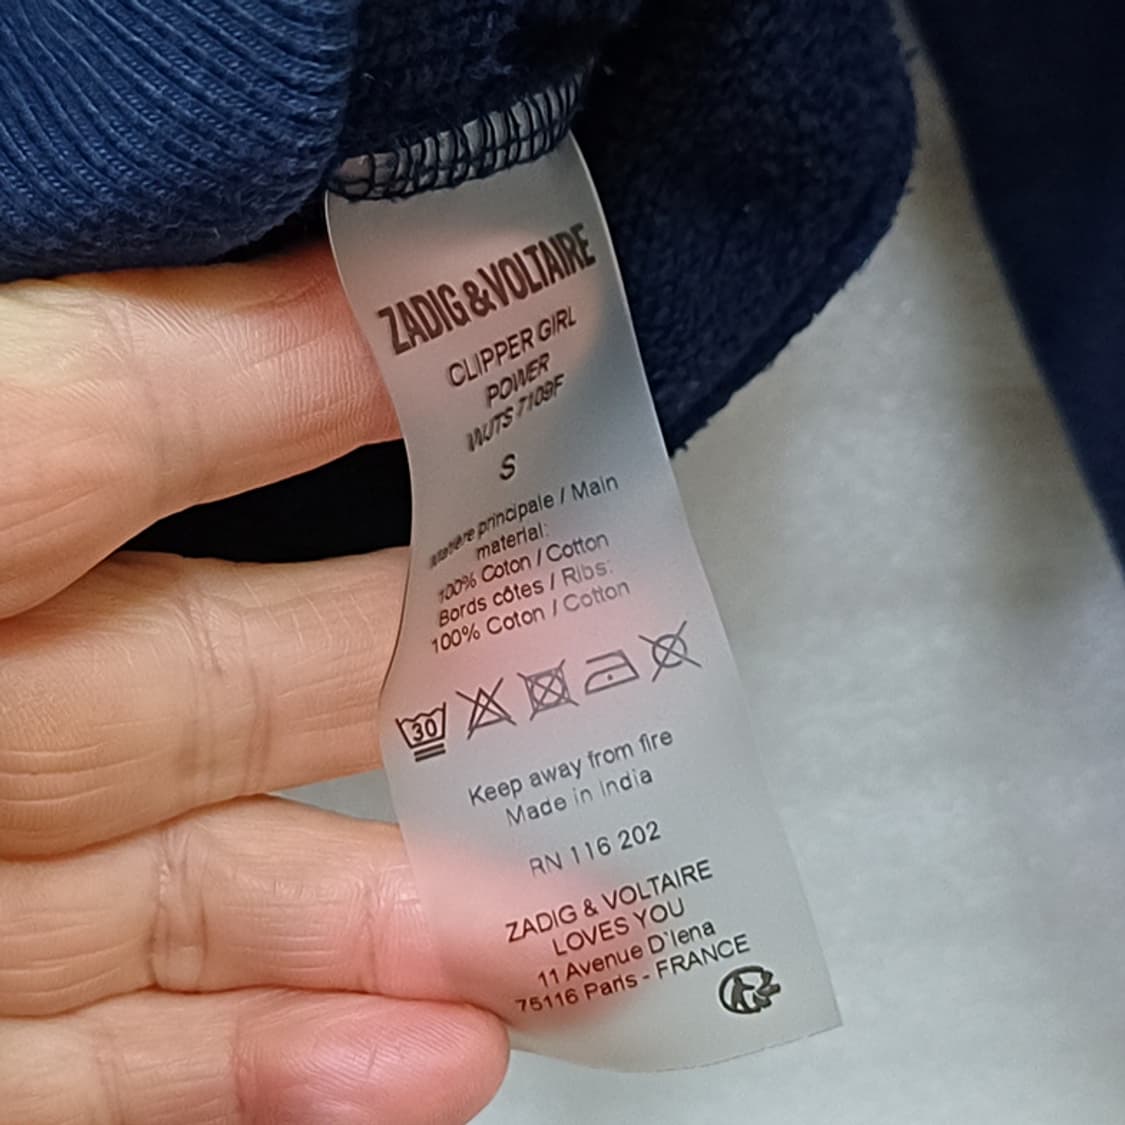 ZADIG & VOLTAIRE
CLIPPER GIRL
POWER
WJTS 7109F
S
Matière principale / Main
material:
100% Coton / Cotton
Bords côtes / Ribs:
100% Coton / Cotton
30
Keep away from fire
Made in India
RN 116 202
ZADIG & VOLTAIRE
LOVES YOU
11 Avenue D'Iena
75116 Paris - FRANCE